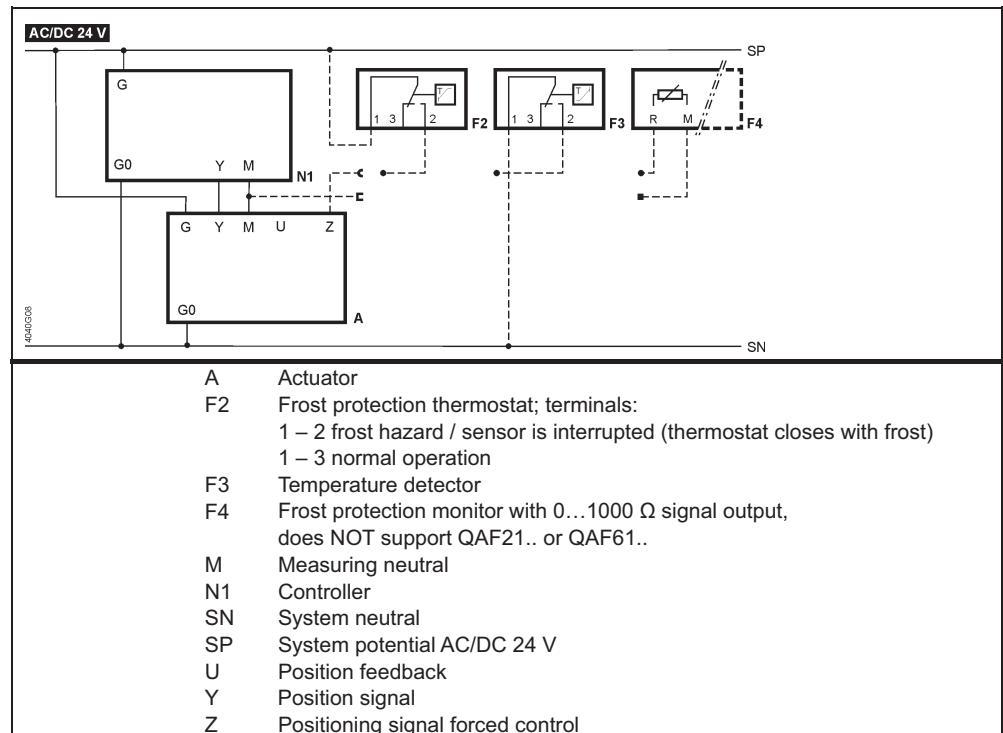 AC/DC 24 V
SP
G
T
T
1 3 2 F2
1 3 2 F3
R M F4
G0 Y M N1
G Y M U Z
G0
A
4040G08
SN
A Actuator
F2 Frost protection thermostat; terminals:
1 – 2 frost hazard / sensor is interrupted (thermostat closes with frost)
1 – 3 normal operation
F3 Temperature detector
F4 Frost protection monitor with 0…1000 Ω signal output,
does NOT support QAF21.. or QAF61..
M Measuring neutral
N1 Controller
SN System neutral
SP System potential AC/DC 24 V
U Position feedback
Y Position signal
Z Positioning signal forced control